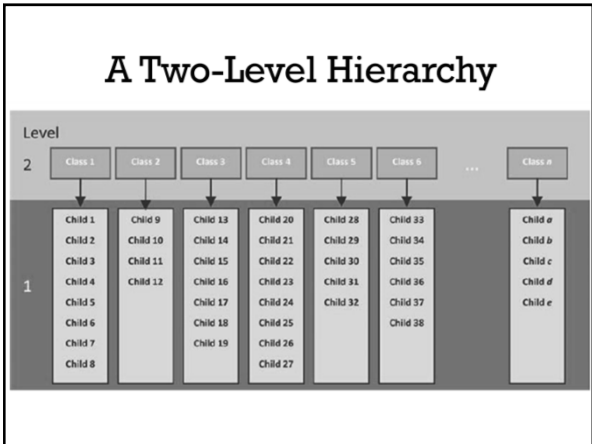 A Two-Level Hierarchy
Level
2
Class 1
Class 2
Class 3
Class 4
Class 5
Class 6
...
Class n
1
Child 1
Child 2
Child 3
Child 4
Child 5
Child 6
Child 7
Child 8
Child 9
Child 10
Child 11
Child 12
Child 13
Child 14
Child 15
Child 16
Child 17
Child 18
Child 19
Child 20
Child 21
Child 22
Child 23
Child 24
Child 25
Child 26
Child 27
Child 28
Child 29
Child 30
Child 31
Child 32
Child 33
Child 34
Child 35
Child 36
Child 37
Child 38
Child a
Child b
Child c
Child d
Child e